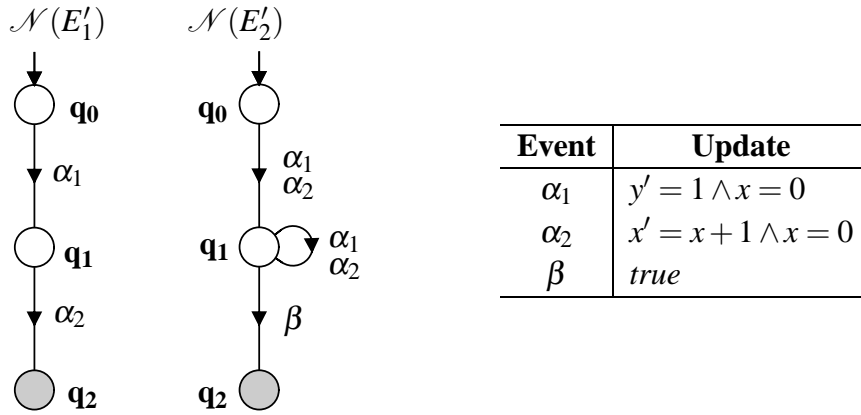 𝒩(E′₁) 𝒩(E′₂)
q₀ q₀
α₁
α₁
α₂
q₁ q₁
α₁
α₂
α₂ β
q₂ q₂
Event Update
α₁ y′ = 1 ∧ x = 0
α₂ x′ = x + 1 ∧ x = 0
β true